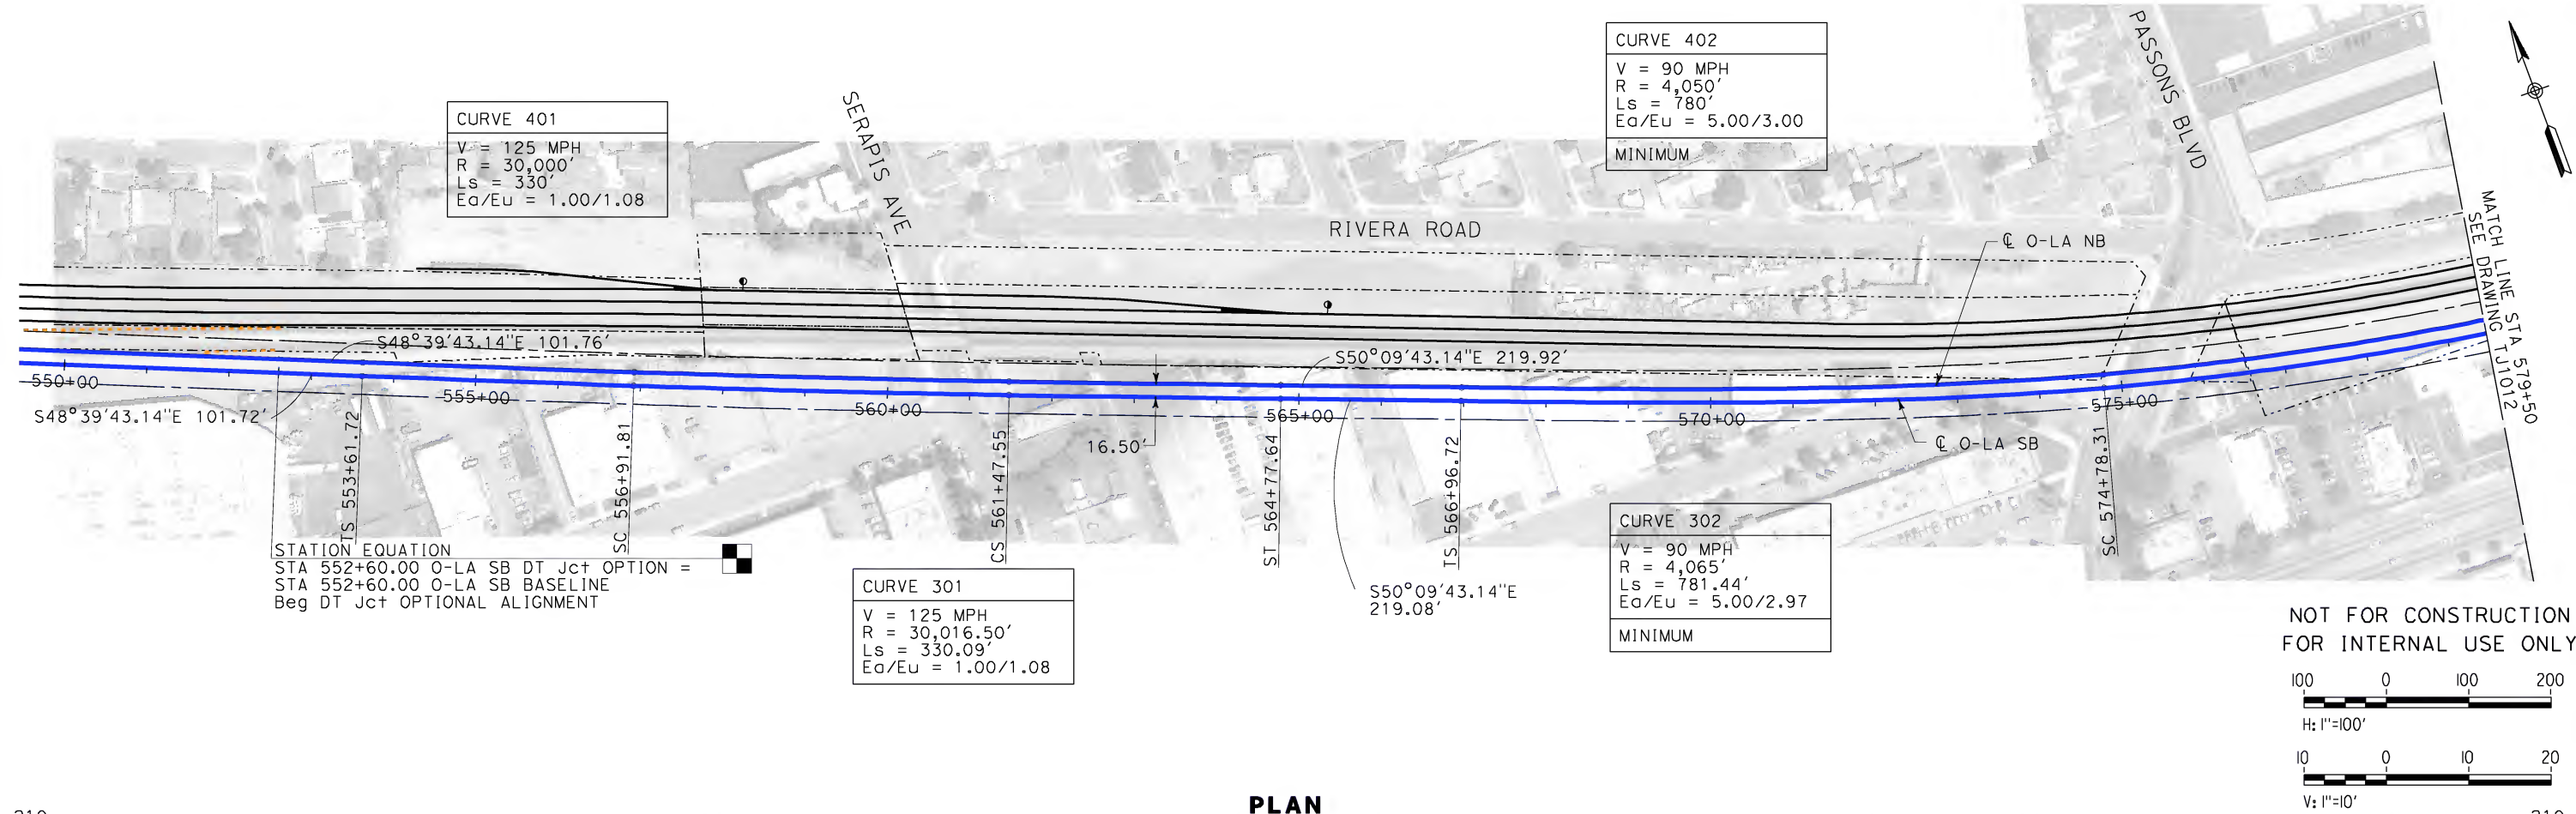 CURVE 401
V = 125 MPH
R = 30,000′
Ls = 330′
Ea/Eu = 1.00/1.08
SERAPIS AVE
CURVE 402
V = 90 MPH
R = 4,050′
Ls = 780′
Ea/Eu = 5.00/3.00
MINIMUM
PASSONS BLVD
RIVERA ROAD
℄ O-LA NB
MATCH LINE STA 579+50
SEE DRAWING TJ1012
S48°39′43.14"E 101.76′
S50°09′43.14"E 219.92′
550+00
555+00
560+00
565+00
570+00
575+00
S48°39′43.14"E 101.72′
16.50′
℄ O-LA SB
TS 553+61.72
SC 556+91.81
CS 561+47.55
ST 564+77.64
TS 566+96.72
SC 574+78.31
STATION EQUATION
STA 552+60.00 O-LA SB DT Jct OPTION =
STA 552+60.00 O-LA SB BASELINE
Beg DT Jct OPTIONAL ALIGNMENT
CURVE 301
V = 125 MPH
R = 30,016.50′
Ls = 330.09′
Ea/Eu = 1.00/1.08
S50°09′43.14"E
219.08′
CURVE 302
V = 90 MPH
R = 4,065′
Ls = 781.44′
Ea/Eu = 5.00/2.97
MINIMUM
NOT FOR CONSTRUCTION
FOR INTERNAL USE ONLY
100 0 100 200
H: 1"=100′
10 0 10 20
V: 1"=10′
PLAN